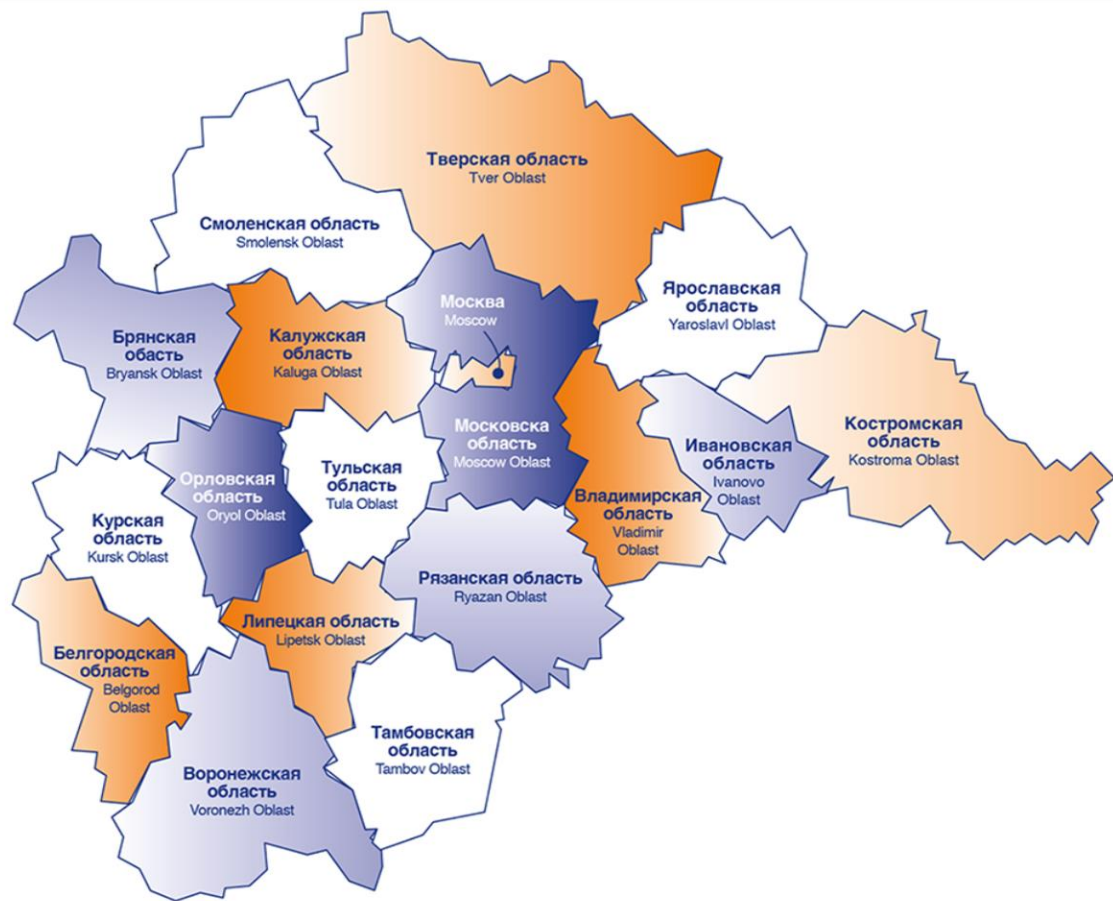 Тверская область
Tver Oblast
Смоленская область
Smolensk Oblast
Москва
Moscow
Ярославская
область
Yaroslavl Oblast
Брянская
обасть
Bryansk Oblast
Калужская
область
Kaluga Oblast
Московска
область
Moscow Oblast
Ивановская
область
Ivanovo
Oblast
Костромская
область
Kostroma Oblast
Орловская
область
Oryol Oblast
Тульская
область
Tula Oblast
Владимирская
область
Vladimir
Oblast
Курская
область
Kursk Oblast
Рязанская область
Ryazan Oblast
Липецкая область
Lipetsk Oblast
Белгородская
область
Belgorod
Oblast
Тамбовская
область
Tambov Oblast
Воронежская
область
Voronezh Oblast